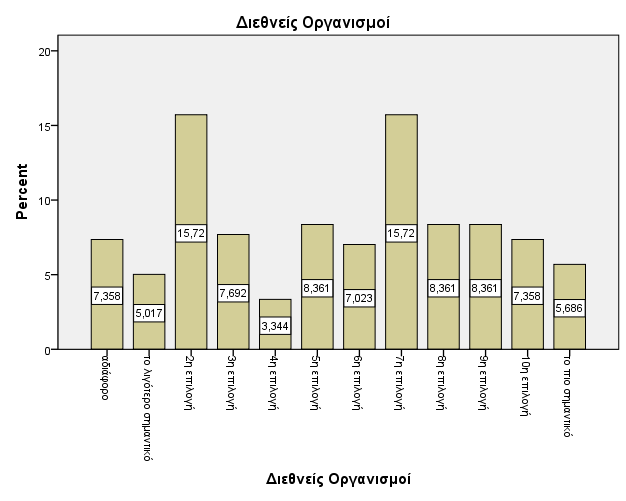 Διεθνείς Οργανισμοί
Percent
20
15
10
5
0
7,358
5,017
15,72
7,692
3,344
8,361
7,023
15,72
8,361
8,361
7,358
5,686
αδιάφορο
το λιγότερο σημαντικό
2η επιλογή
3η επιλογή
4η επιλογή
5η επιλογή
6η επιλογή
7η επιλογή
8η επιλογή
9η επιλογή
10η επιλογή
το πιο σημαντικό
Διεθνείς Οργανισμοί